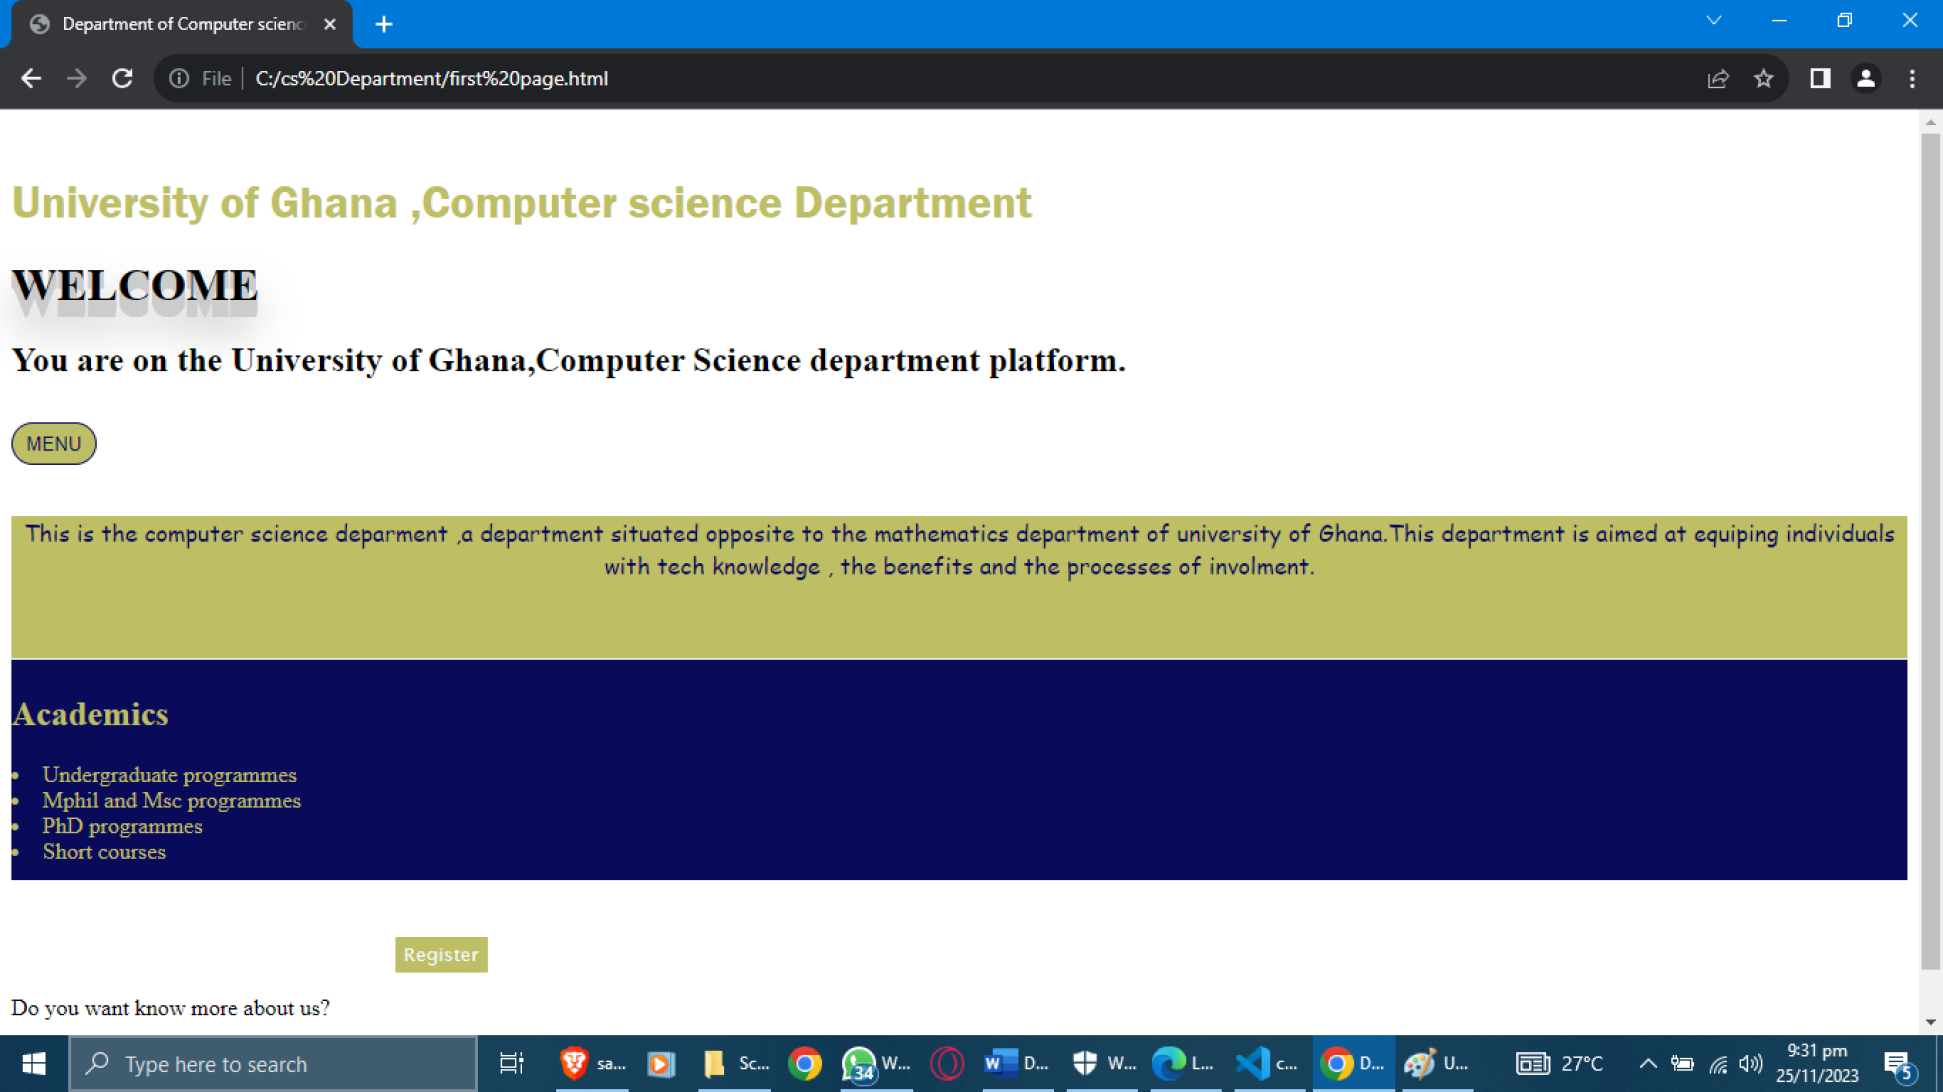 Department of Computer scienc
File
C:/cs%20Department/first%20page.html
University of Ghana ,Computer science Department
WELCOME
You are on the University of Ghana,Computer Science department platform.
MENU
This is the computer science deparment ,a department situated opposite to the mathematics department of university of Ghana.This department is aimed at equiping individuals
with tech knowledge , the benefits and the processes of involment.
Academics
Undergraduate programmes
Mphil and Msc programmes
PhD programmes
Short courses
Register
Do you want know more about us?
Type here to search
sa...
Sc...
34
W...
W
D...
W...
L...
c...
D...
U...
27°C
9:31 pm
25/11/2023
5